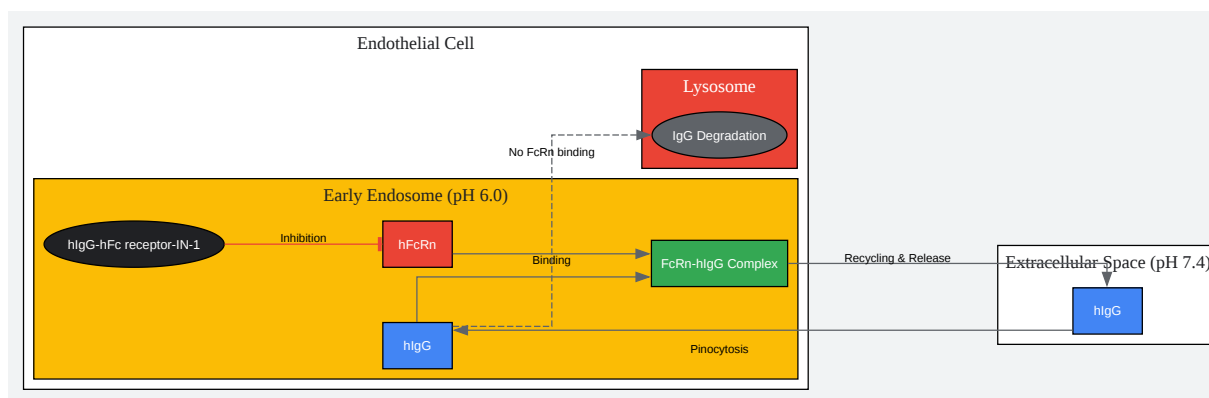 Endothelial Cell
Lysosome
IgG Degradation
No FcRn binding
Early Endosome (pH 6.0)
hIgG-hFc receptor-IN-1
Inhibition
hFcRn
Binding
FcRn-hIgG Complex
Recycling & Release
Extracellular Space (pH 7.4)
hIgG
hIgG
Pinocytosis